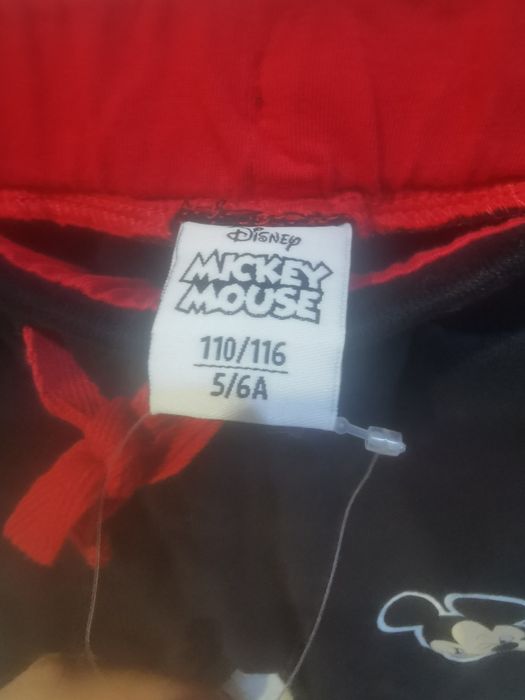 Disney
MICKEY
MOUSE
110/116
5/6A